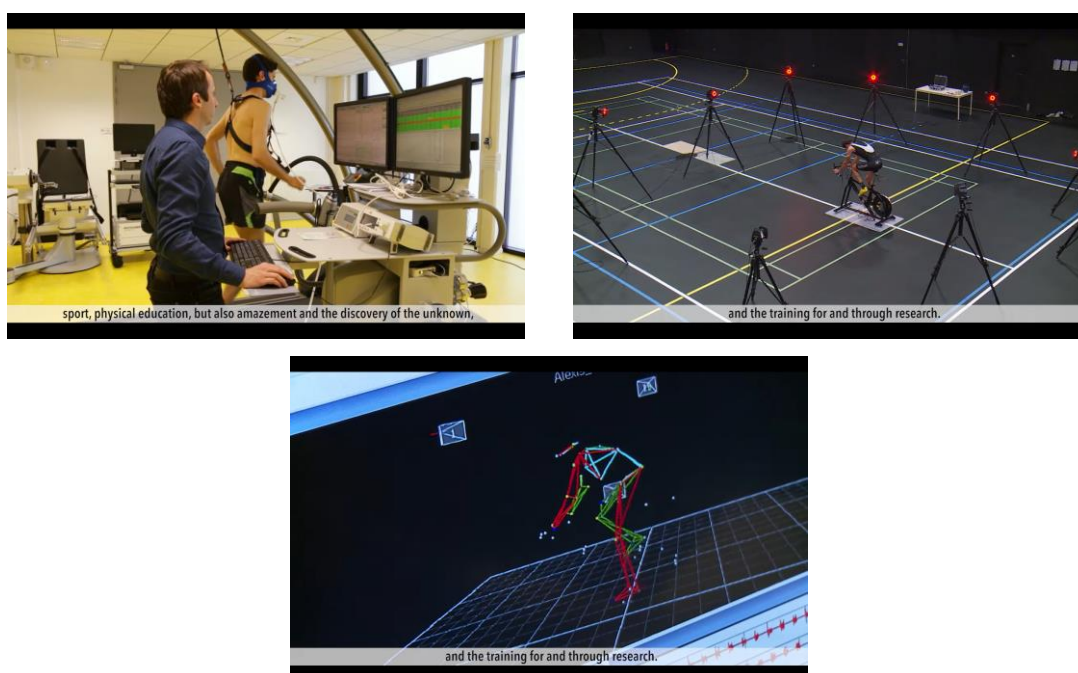 sport, physical education, but also amazement and the discovery of the unknown,
and the training for and through research.
Alexis_
and the training for and through research.